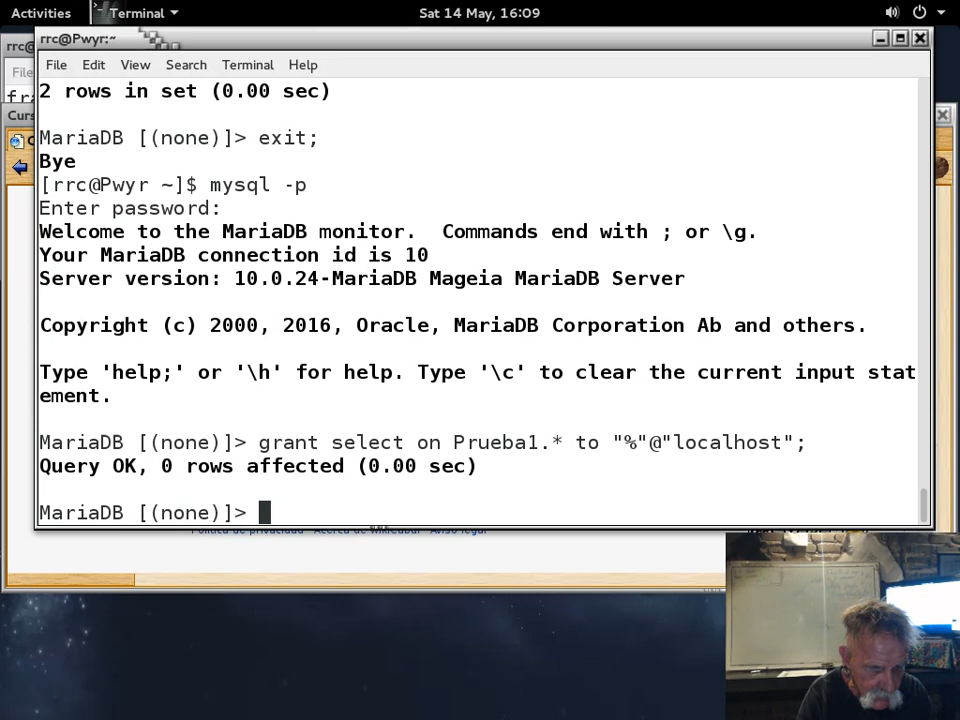 Activities Terminal Sat 14 May, 16:09
rrc@Pwyr:~
File Edit View Search Terminal Help
2 rows in set (0.00 sec)
MariaDB [(none)]> exit;
Bye
[rrc@Pwyr ~]$ mysql -p
Enter password:
Welcome to the MariaDB monitor.  Commands end with ; or \g.
Your MariaDB connection id is 10
Server version: 10.0.24-MariaDB Mageia MariaDB Server
Copyright (c) 2000, 2016, Oracle, MariaDB Corporation Ab and others.
Type 'help;' or '\h' for help. Type '\c' to clear the current input stat
ement.
MariaDB [(none)]> grant select on Prueba1.* to "%"@"localhost";
Query OK, 0 rows affected (0.00 sec)
MariaDB [(none)]>
rrc@
File
Curs